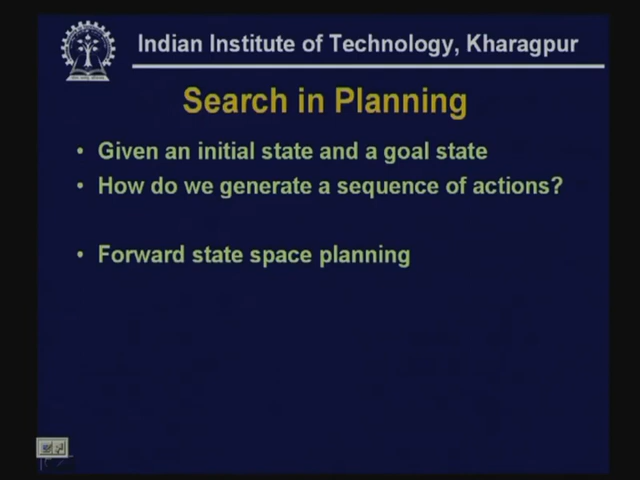 Indian Institute of Technology, Kharagpur
Search in Planning
• Given an initial state and a goal state
• How do we generate a sequence of actions?
• Forward state space planning